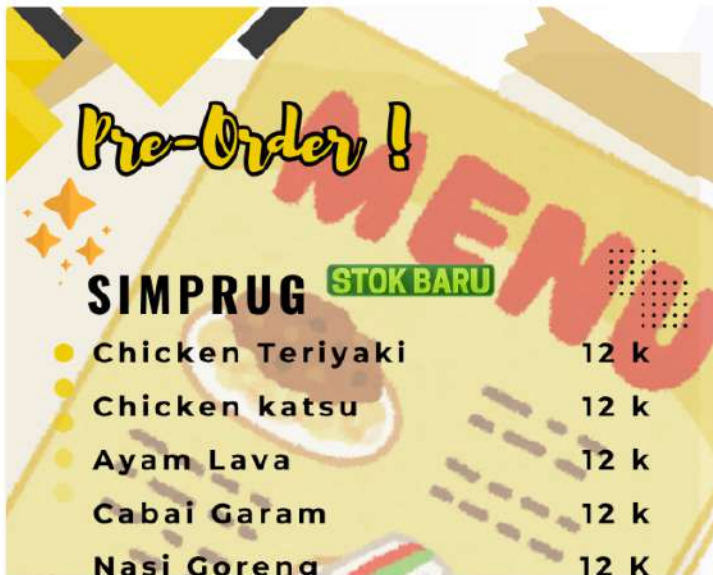 Pre-Order !
MENU
SIMPRUG STOK BARU
Chicken Teriyaki 12 k
Chicken katsu 12 k
Ayam Lava 12 k
Cabai Garam 12 k
Nasi Goreng 12 K